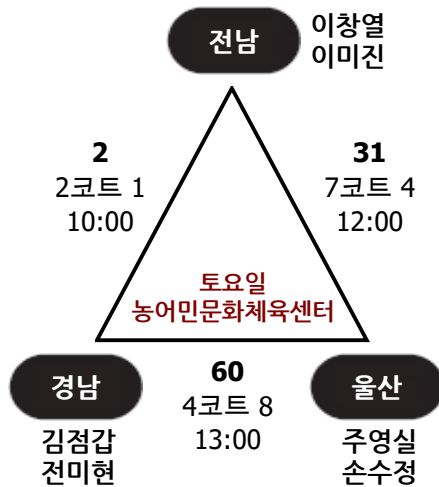 전남
이창열
이미진
2
2코트 1
10:00
31
7코트 4
12:00
토요일
농어민문화체육센터
경남
김점갑
전미현
60
4코트 8
13:00
울산
주영실
손수정